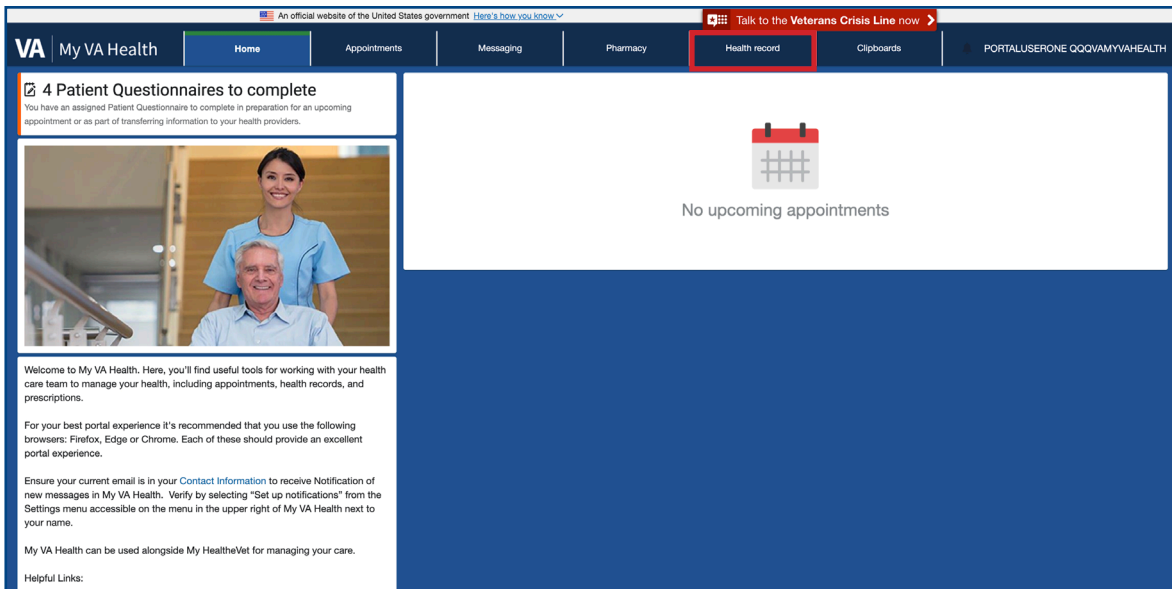 An official website of the United States government Here's how you know
Talk to the Veterans Crisis Line now
VA My VA Health
Home
Appointments
Messaging
Pharmacy
Health record
Clipboards
PORTALUSERONE QQQVAMYVAHEALTH
4 Patient Questionnaires to complete
You have an assigned Patient Questionnaire to complete in preparation for an upcoming
appointment or as part of transferring information to your health providers.
No upcoming appointments
Welcome to My VA Health. Here, you'll find useful tools for working with your health
care team to manage your health, including appointments, health records, and
prescriptions.
For your best portal experience it's recommended that you use the following
browsers: Firefox, Edge or Chrome. Each of these should provide an excellent
portal experience.
Ensure your current email is in your Contact Information to receive Notification of
new messages in My VA Health. Verify by selecting “Set up notifications” from the
Settings menu accessible on the menu in the upper right of My VA Health next to
your name.
My VA Health can be used alongside My HealtheVet for managing your care.
Helpful Links: